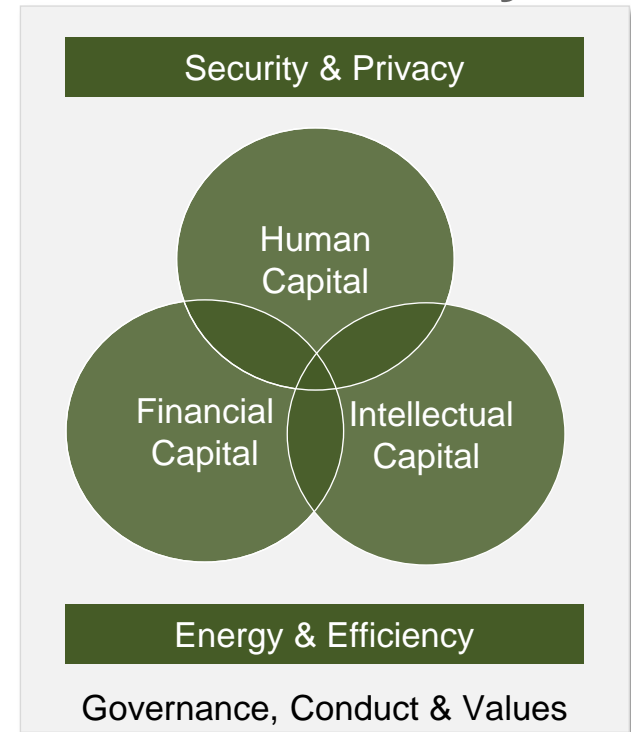 Security & Privacy
Human
Capital
Financial
Capital
Intellectual
Capital
Energy & Efficiency
Governance, Conduct & Values